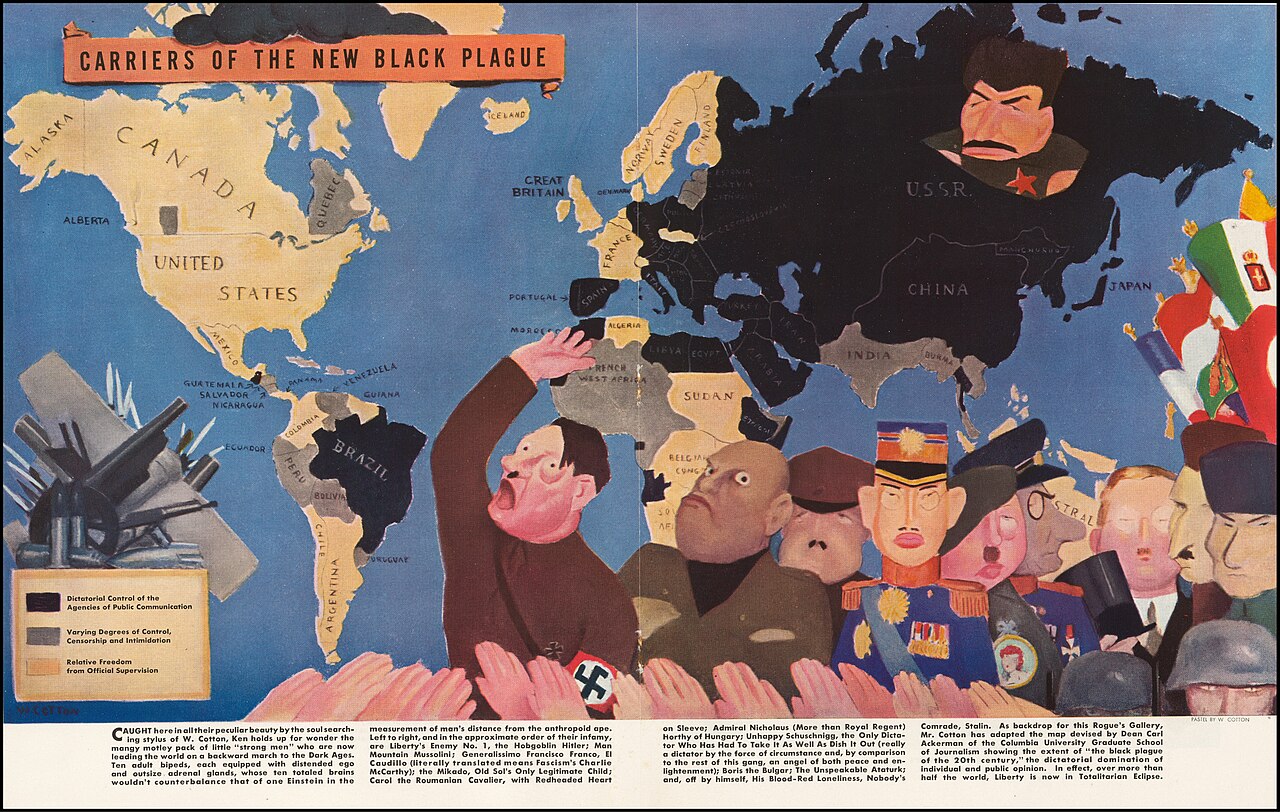 CARRIERS OF THE NEW BLACK PLAGUE
ALASKA
CANADA
QUEBEC
ALBERTA
UNITED
STATES
MEXICO
GUATEMALA
SALVADOR
NICARAGUA
PANAMA
VENEZUELA
GUIANA
COLOMBIA
ECUADOR
PERU
BRAZIL
BOLIVIA
CHILE
ARGENTINA
URUGUAY
ICELAND
GREAT
BRITAIN
NORWAY
SWEDEN
FINLAND
DENMARK
ESTONIA
LATVIA
CZECHOSLOVAKIA
FRANCE
PORTUGAL
SPAIN
ITALY
MOROCCO
ALGERIA
LIBYA
EGYPT
TURKEY
ARABIA
FRENCH
WEST AFRICA
SUDAN
BELGIAN
CONGO
U.S.S.R.
MANCHUKUO
CHINA
JAPAN
INDIA
BURMA
STRAL
Dictatorial Control of the
Agencies of Public Communication
Varying Degrees of Control,
Censorship and Intimidation
Relative Freedom
from Official Supervision
PASTEL BY W. COTTON
CAUGHT here in all their peculiar beauty by the soul-search-
ing stylus of W. Cotton, Ken holds up for wonder the
mangy motley pack of little "strong men" who are now
leading the world on a backward march to the Dark Ages.
Ten adult bipeds, each equipped with distended ego
and outsize adrenal glands, whose ten totaled brains
wouldn't counterbalance that of one Einstein in the
measurement of man's distance from the anthropoid ape.
Left to right, and in the approximate order of their infamy,
are Liberty's Enemy No. 1, the Hobgoblin Hitler; Man
Mountain Mussolini; Generalissimo Francisco Franco, El
Caudillo (literally translated means Fascism's Charlie
McCarthy); the Mikado, Old Sol's Only Legitimate Child;
Carol the Roumanian Cavalier, with Redheaded Heart
on Sleeve; Admiral Nicholaus (More than Royal Regent)
Horthy of Hungary; Unhappy Schuschnigg, the Only Dicta-
tor Who Has Had To Take It As Well As Dish It Out (really
a dictator by the force of circumstance and, by comparison
to the rest of this gang, an angel of both peace and en-
lightenment); Boris the Bulgar; The Unspeakable Ataturk;
and, off by himself, His Blood-Red Loneliness, Nobody's
Comrade, Stalin. As backdrop for this Rogue's Gallery,
Mr. Cotton has adapted the map devised by Dean Carl
Ackerman of the Columbia University Graduate School
of Journalism showing the extent of "the black plague
of the 20th century," the dictatorial domination of
individual and public opinion. In effect, over more than
half the world, Liberty is now in Totalitarian Eclipse.